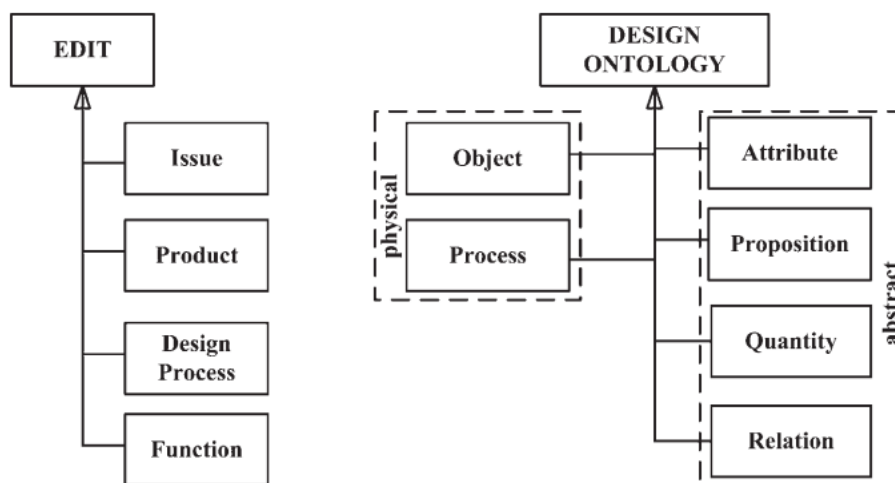 EDIT
Issue
Product
Design
Process
Function
DESIGN
ONTOLOGY
physical
Object
Process
Attribute
Proposition
Quantity
Relation
abstract